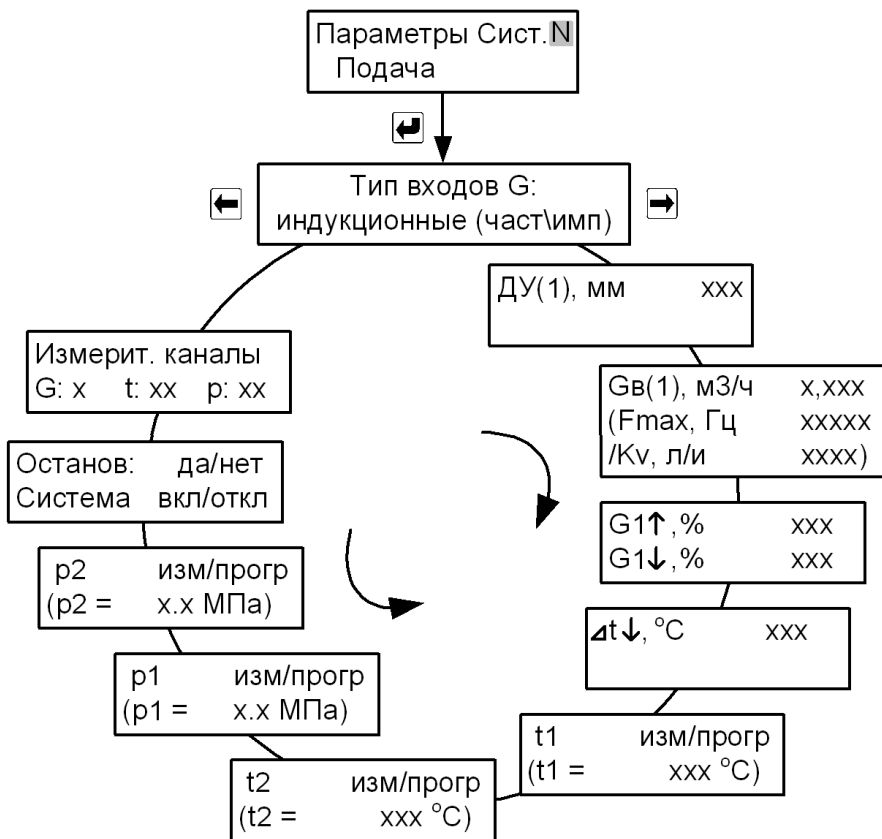 Параметры Сист.N
Подача
Тип входов G:
индукционные (част\имп)
ДУ(1), мм xxx
Gв(1), м3/ч x,xxx
(Fmax, Гц xxxxx
/Kv, л/и xxxx)
G1↑,% xxx
G1↓,% xxx
⊿t↓, °C xxx
t1 изм/прогр
(t1 = xxx °C)
t2 изм/прогр
(t2 = xxx °C)
p1 изм/прогр
(p1 = x.x МПа)
p2 изм/прогр
(p2 = x.x МПа)
Останов: да/нет
Система вкл/откл
Измерит. каналы
G: x t: xx p: xx